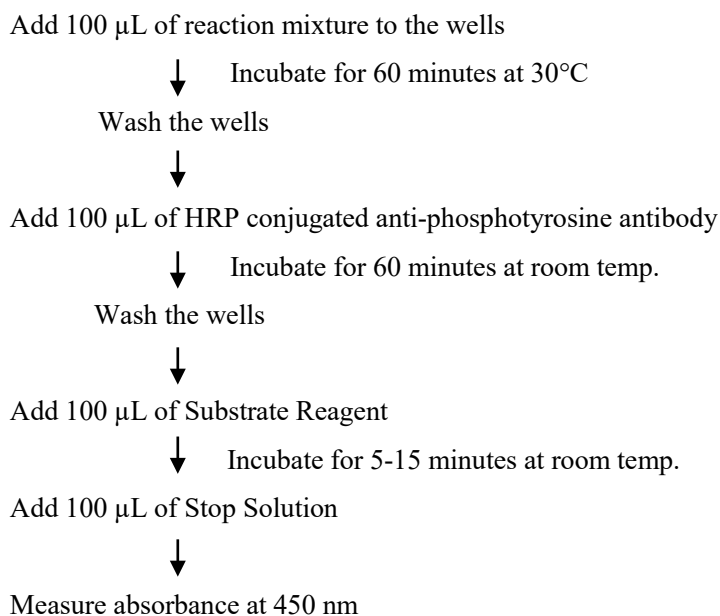 Add 100 µL of reaction mixture to the wells
Incubate for 60 minutes at 30°C
Wash the wells
Add 100 µL of HRP conjugated anti-phosphotyrosine antibody
Incubate for 60 minutes at room temp.
Wash the wells
Add 100 µL of Substrate Reagent
Incubate for 5-15 minutes at room temp.
Add 100 µL of Stop Solution
Measure absorbance at 450 nm